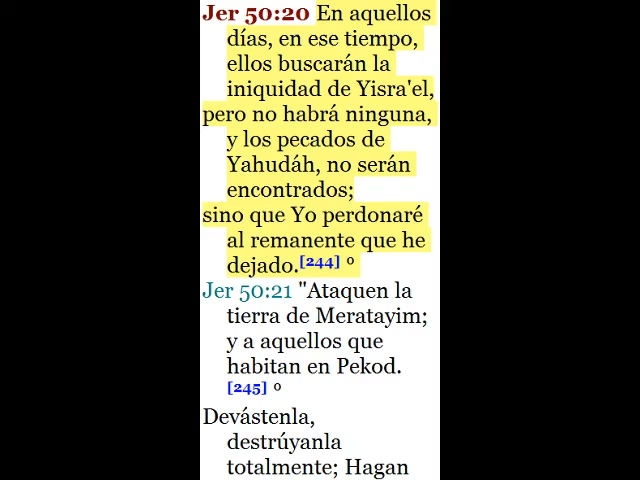 Jer 50:20 En aquellos
días, en ese tiempo,
ellos buscarán la
iniquidad de Yisra'el,
pero no habrá ninguna,
y los pecados de
Yahudáh, no serán
encontrados;
sino que Yo perdonaré
al remanente que he
dejado.[244] º
Jer 50:21 "Ataquen la
tierra de Meratayim;
y a aquellos que
habitan en Pekod.
[245] º
Devástenla,
destrúyanla
totalmente; Hagan